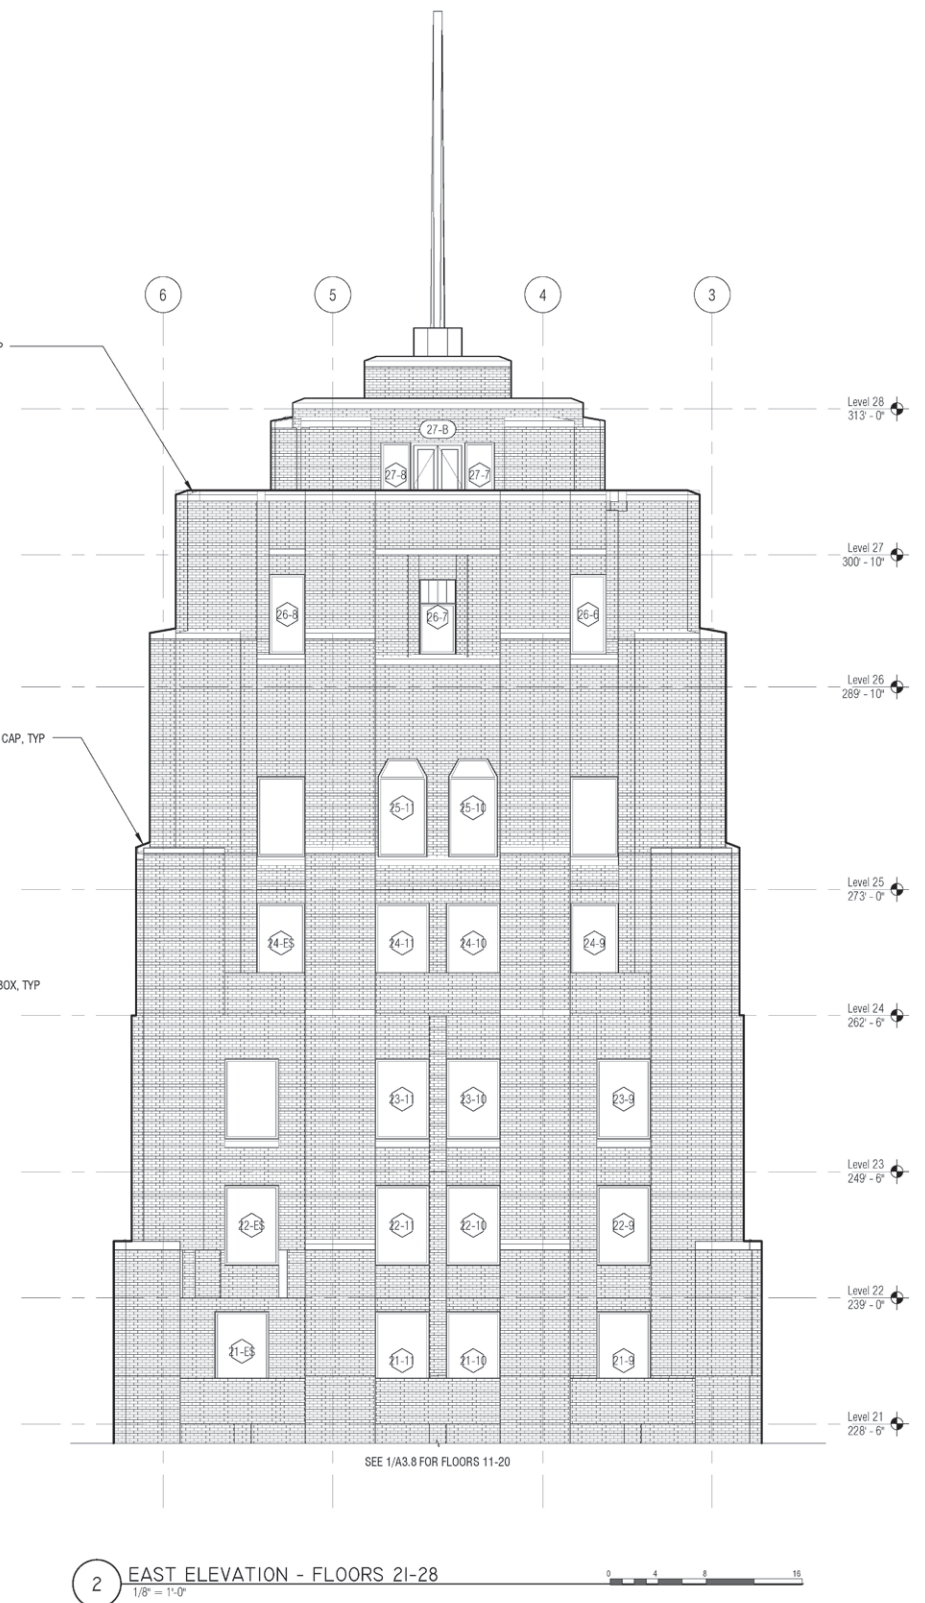 6
5
4
3
P
Level 28
313' - 0"
27-B
27-8
27-7
Level 27
300' - 10"
26-8
26-7
26-6
Level 26
289' - 10"
CAP, TYP
25-11
25-10
Level 25
273' - 0"
24-ES
24-11
24-10
24-9
BOX, TYP
Level 24
262' - 6"
23-11
23-10
23-9
Level 23
249' - 6"
22-ES
22-11
22-10
22-9
Level 22
239' - 0"
21-ES
21-11
21-10
21-9
Level 21
228' - 6"
SEE 1/A3.8 FOR FLOORS 11-20
2
EAST ELEVATION - FLOORS 21-28
1/8" = 1'-0"
0 4 8 16